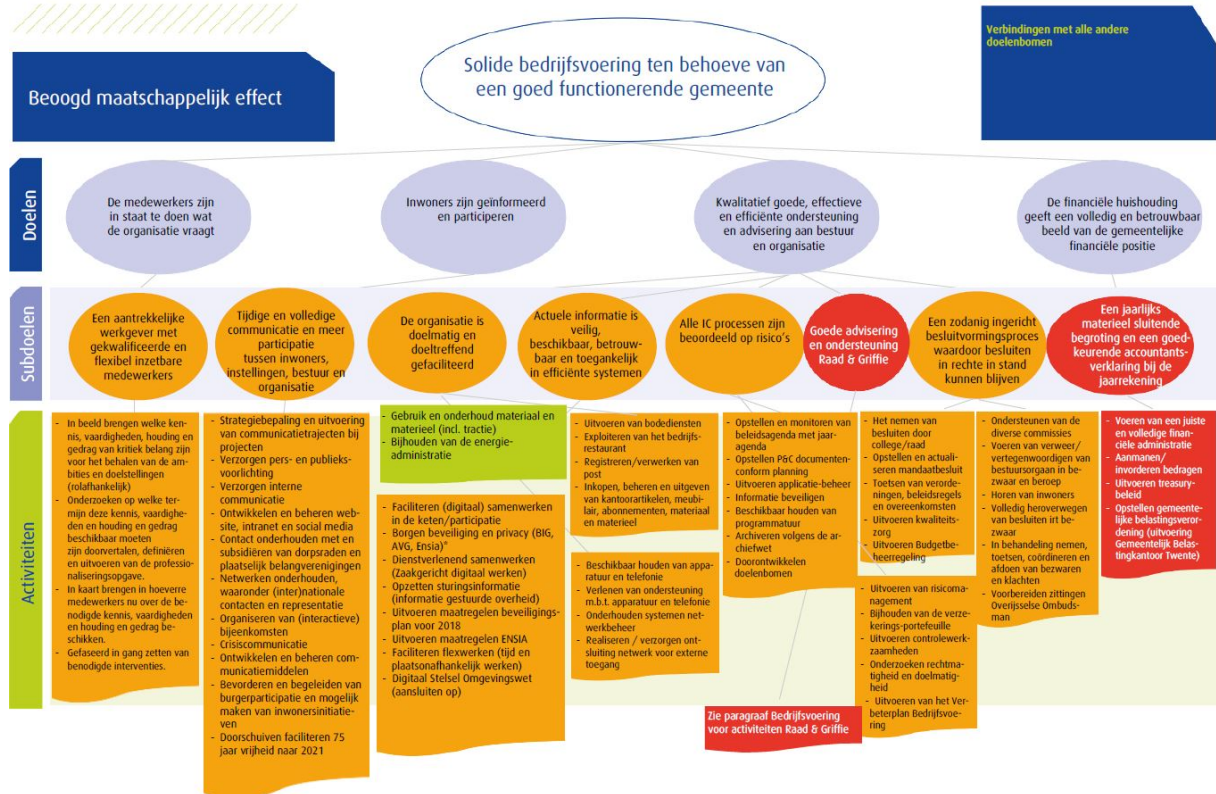 Beoogd maatschappelijk effect
Solide bedrijfsvoering ten behoeve van
een goed functionerende gemeente
Verbindingen met alle andere
doelenbomen
Doelen
De medewerkers zijn
in staat te doen wat
de organisatie vraagt
Inwoners zijn geïnformeerd
en participeren
Kwalitatief goede, effectieve
en efficiënte ondersteuning
en advisering aan bestuur
en organisatie
De financiële huishouding
geeft een volledig en betrouwbaar
beeld van de gemeentelijke
financiële positie
Subdoelen
Een aantrekkelijke
werkgever met
gekwalificeerde en
flexibel inzetbare
medewerkers
Tijdige en volledige
communicatie en meer
participatie
tussen inwoners,
instellingen, bestuur en
organisatie
De organisatie is
doelmatig en
doeltreffend
gefaciliteerd
Actuele informatie is
veilig,
beschikbaar, betrouw-
baar en toegankelijk
in efficiënte systemen
Alle IC processen zijn
beoordeeld op risico's
Goede advisering
en ondersteuning
Raad & Griffie
Een zodanig ingericht
besluitvormingsproces
waardoor besluiten
in rechte in stand
kunnen blijven
Een jaarlijks
materieel sluitende
begroting en een goed-
keurende accountants-
verklaring bij de
jaarrekening
Activiteiten
- In beeld brengen welke ken-
nis, vaardigheden, houding en
gedrag van kritiek belang zijn
voor het behalen van de am-
bities en doelstellingen
(rolafhankelijk)
- Onderzoeken op welke ter-
mijn deze kennis, vaardighe-
den en houding en gedrag
beschikbaar moeten
zijn doorvertalen, definiëren
en uitvoeren van de professio-
naliseringsopgave.
- In kaart brengen in hoeverre
medewerkers nu over de be-
nodigde kennis, vaardigheden
en houding en gedrag be-
schikken.
- Gefaseerd in gang zetten van
benodigde interventies.
- Strategiebepaling en uitvoering
van communicatietrajecten bij
projecten
- Verzorgen pers- en publieks-
voorlichting
- Verzorgen interne
communicatie
- Ontwikkelen en beheren web-
site, intranet en social media
- Contact onderhouden met en
subsidiëren van dorpsraden en
plaatselijk belangverenigingen
- Netwerken onderhouden,
waaronder (inter)nationale
contacten en representatie
- Organiseren van (interactieve)
bijeenkomsten
- Crisiscommunicatie
- Ontwikkelen en beheren com-
municatiemiddelen
- Bevorderen en begeleiden van
burgerparticipatie en mogelijk
maken van inwonersinitiatie-
ven
- Doorschuiven faciliteren 75
jaar vrijheid naar 2021
- Gebruik en onderhoud materiaal en
materieel (incl. tractie)
- Bijhouden van de energie-
administratie
- Faciliteren (digitaal) samenwerken
in de keten/participatie
- Borgen beveiliging en privacy (BIG,
AVG, Ensia)*
- Dienstverlenend samenwerken
(Zaakgericht digitaal werken)
- Opzetten sturingsinformatie
(informatie gestuurde overheid)
- Uitvoeren maatregelen beveiligings-
plan voor 2018
- Uitvoeren maatregelen ENSIA
- Faciliteren flexwerken (tijd en
plaatsonafhankelijk werken)
- Digitaal Stelsel Omgevingswet
(aansluiten op)
- Uitvoeren van bodediensten
- Exploiteren van het bedrijfs-
restaurant
- Registreren/verwerken van
post
- Inkopen, beheren en uitgeven
van kantoorartikelen, meubi-
lair, abonnementen, materiaal
en materieel
- Beschikbaar houden van appa-
ratuur en telefonie
- Verlenen van ondersteuning
m.b.t. apparatuur en telefonie
- Onderhouden systemen net-
werkbeheer
- Realiseren / verzorgen ont-
sluiting netwerk voor externe
toegang
- Opstellen en monitoren van
beleidsagenda met jaar-
agenda
- Opstellen P&C documenten-
conform planning
- Uitvoeren applicatie-beheer
- Informatie beveiligen
- Beschikbaar houden van
programmatuur
- Archiveren volgens de ar-
chiefwet
- Doorontwikkelen
doelenbomen
Zie paragraaf Bedrijfsvoering
voor activiteiten Raad & Griffie
- Het nemen van
besluiten door
college/raad
- Opstellen en actuali-
seren mandaatbesluit
- Toetsen van verorde-
ningen, beleidsregels
en overeenkomsten
- Uitvoeren kwaliteits-
zorg
- Uitvoeren Budgetbe-
heerregeling
- Uitvoeren van risicoma-
nagement
- Bijhouden van de verze-
kerings-portefeuille
- Uitvoeren controlewerk-
zaamheden
- Onderzoeken rechtma-
tigheid en doelmatig-
heid
- Uitvoeren van het Ver-
beterplan Bedrijfsvoe-
ring
- Ondersteunen van de
diverse commissies
- Voeren van verweer/
vertegenwoordigen van
bestuursorgaan in be-
zwaar en beroep
- Horen van inwoners
- Volledig heroverwegen
van besluiten irt be-
zwaar
- In behandeling nemen,
toetsen, coördineren en
afdoen van bezwaren
en klachten
- Voorbereiden zittingen
Overijsselse Ombuds-
man
- Voeren van een juiste
en volledige financi-
ële administratie
- Aanmanen/
invorderen bedragen
- Uitvoeren treasury-
beleid
- Opstellen gemeente-
lijke belastingsveror-
dening (uitvoering
Gemeentelijk Belas-
tingkantoor Twente)